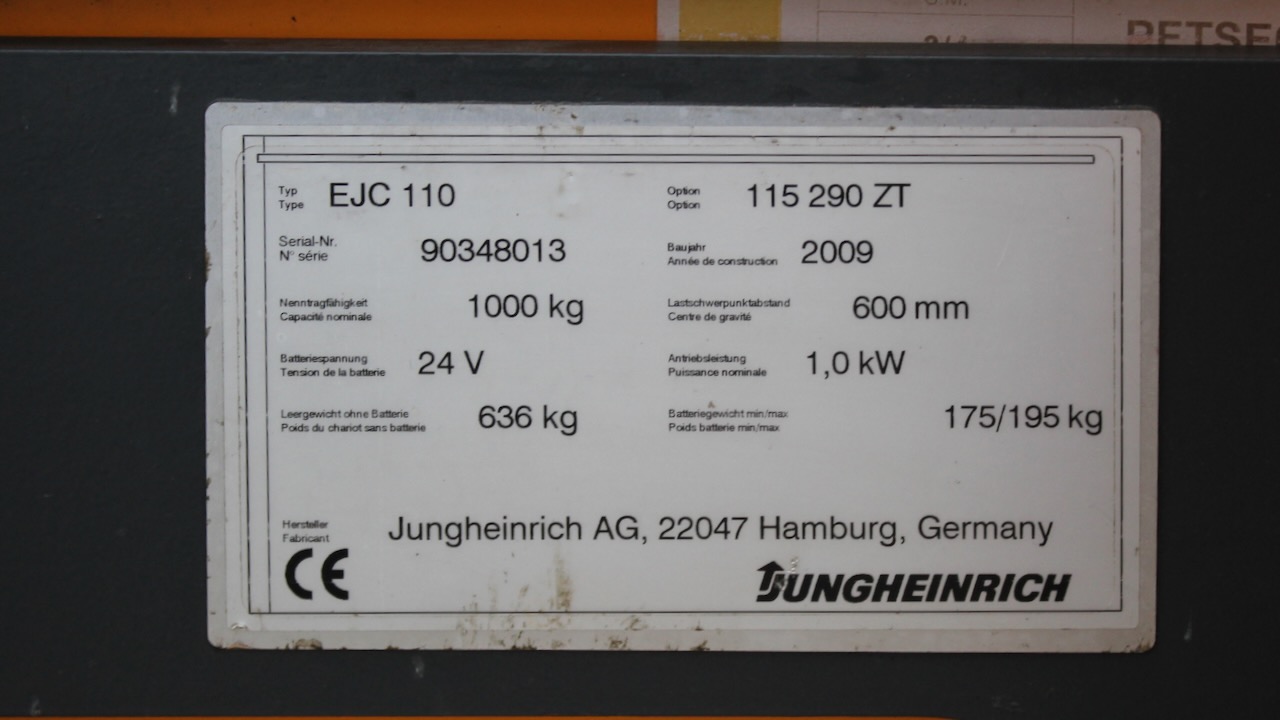 Typ
Type
EJC 110
Option
Option
115 290 ZT
Serial-Nr.
N° série
90348013
Baujahr
Année de construction
2009
Nenntragfähigkeit
Capacité nominale
1000 kg
Lastschwerpunktabstand
Centre de gravité
600 mm
Batteriespannung
Tension de la batterie
24 V
Antriebsleistung
Puissance nominale
1,0 kW
Leergewicht ohne Batterie
Poids du chariot sans batterie
636 kg
Batteriegewicht min/max
Poids batterie min/max
175/195 kg
Hersteller
Fabricant
Jungheinrich AG, 22047 Hamburg, Germany
CE
JUNGHEINRICH